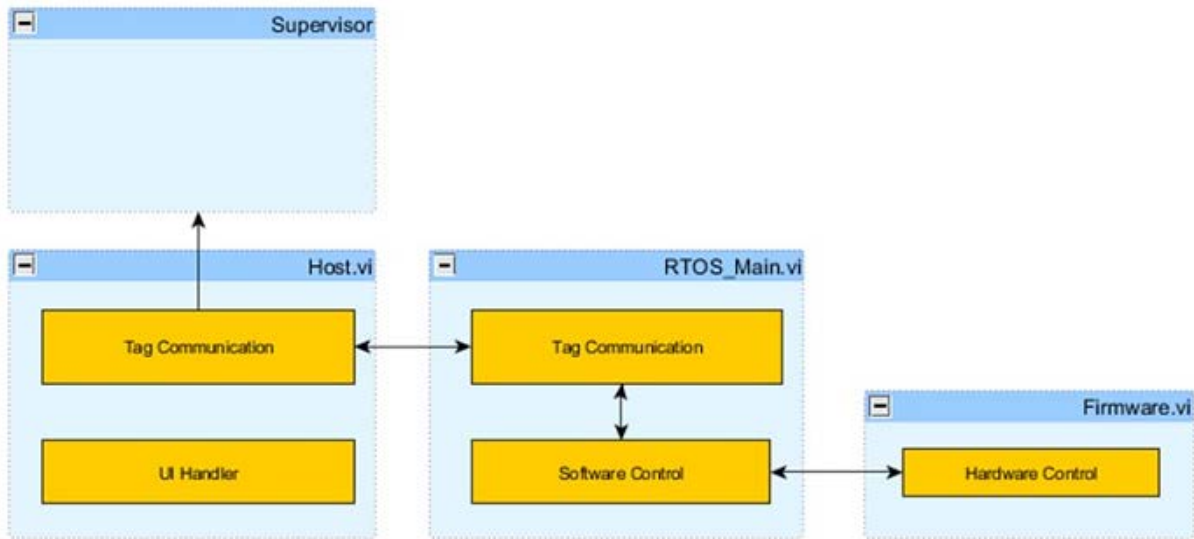 Supervisor
Host.vi
Tag Communication
UI Handler
RTOS_Main.vi
Tag Communication
Software Control
Firmware.vi
Hardware Control